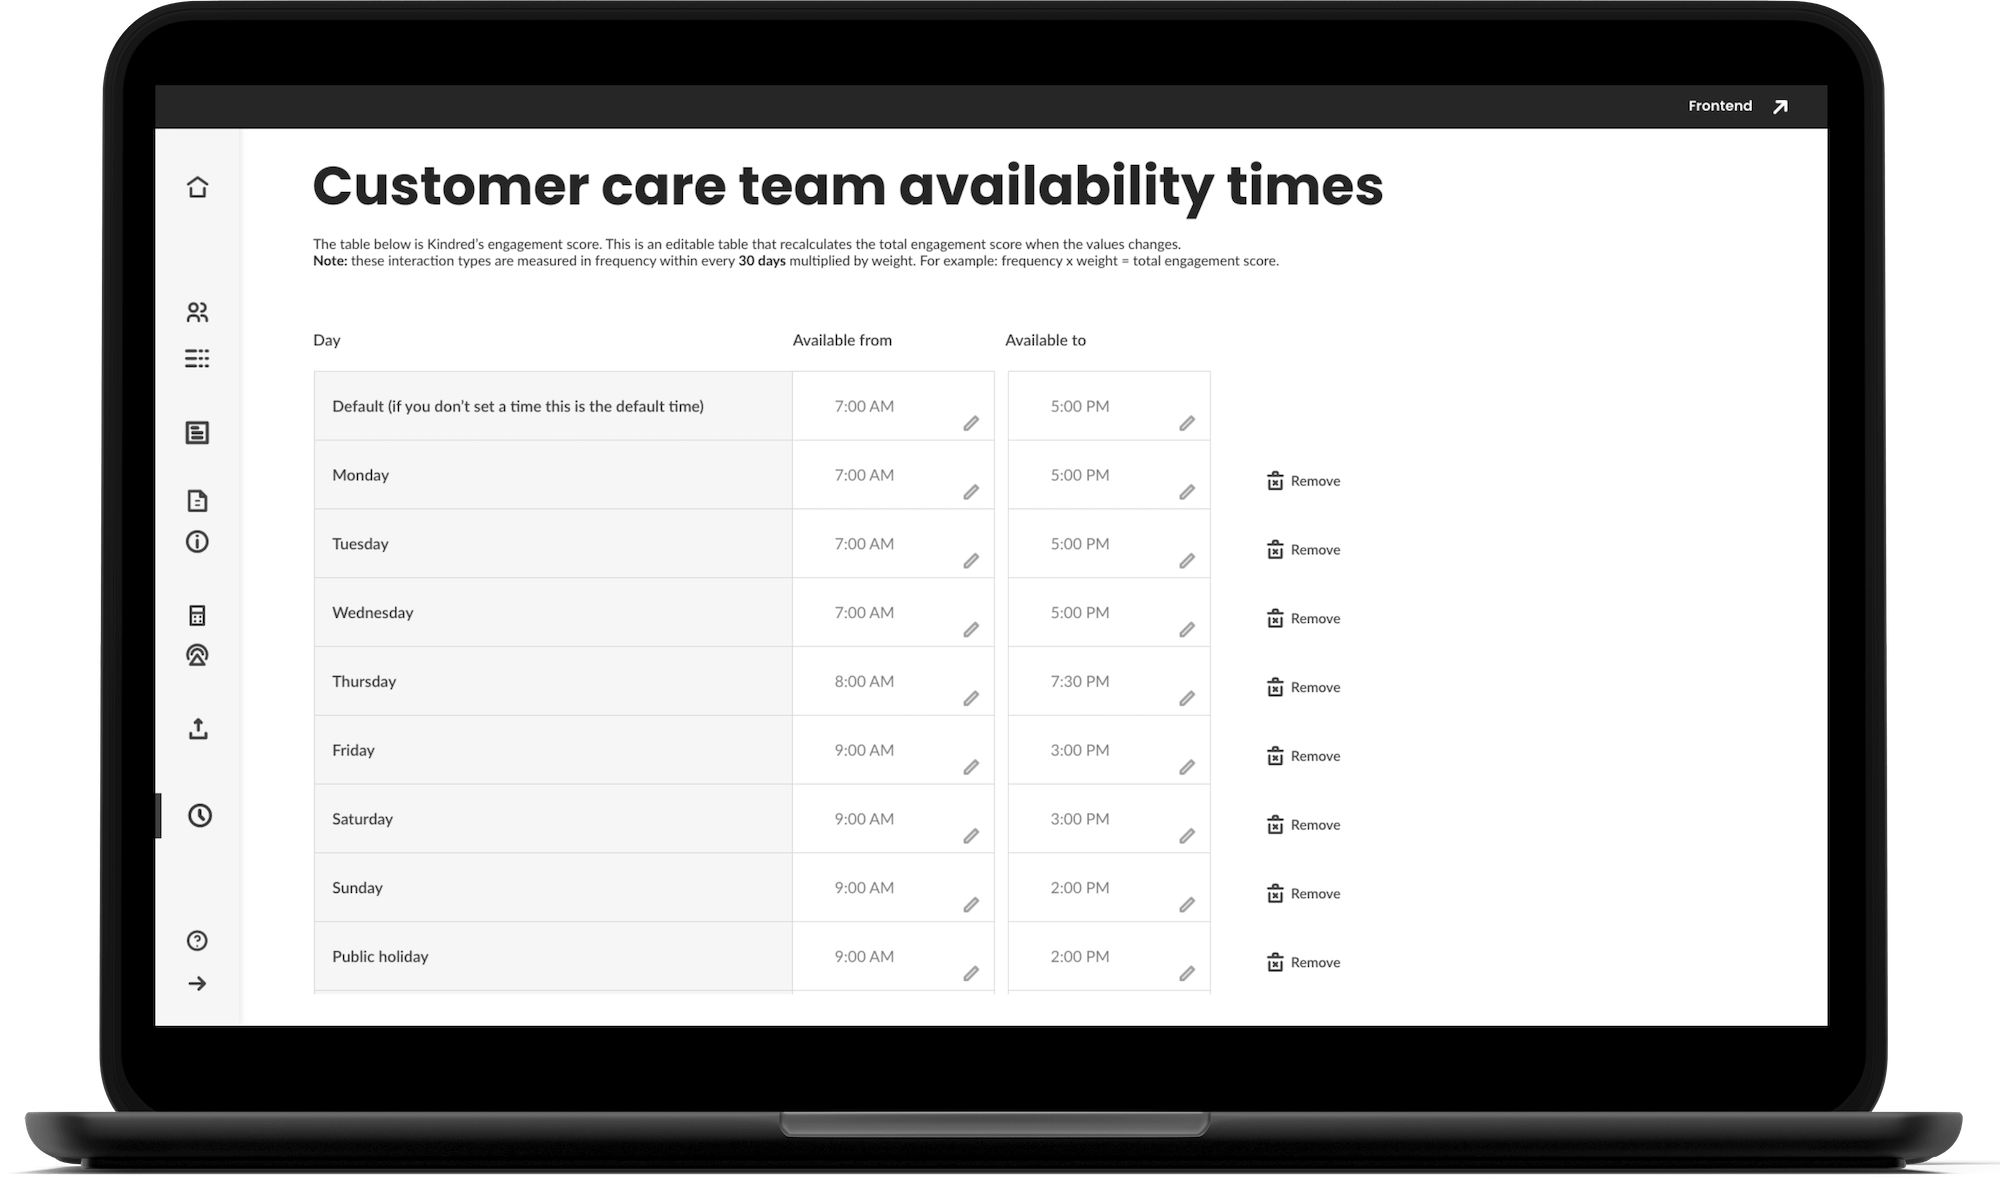 Frontend
Customer care team availability times
The table below is Kindred's engagement score. This is an editable table that recalculates the total engagement score when the values changes.
Note: these interaction types are measured in frequency within every 30 days multiplied by weight. For example: frequency x weight = total engagement score.
Day Available from Available to
Default (if you don't set a time this is the default time) 7:00 AM 5:00 PM
Monday 7:00 AM 5:00 PM Remove
Tuesday 7:00 AM 5:00 PM Remove
Wednesday 7:00 AM 5:00 PM Remove
Thursday 8:00 AM 7:30 PM Remove
Friday 9:00 AM 3:00 PM Remove
Saturday 9:00 AM 3:00 PM Remove
Sunday 9:00 AM 2:00 PM Remove
Public holiday 9:00 AM 2:00 PM Remove